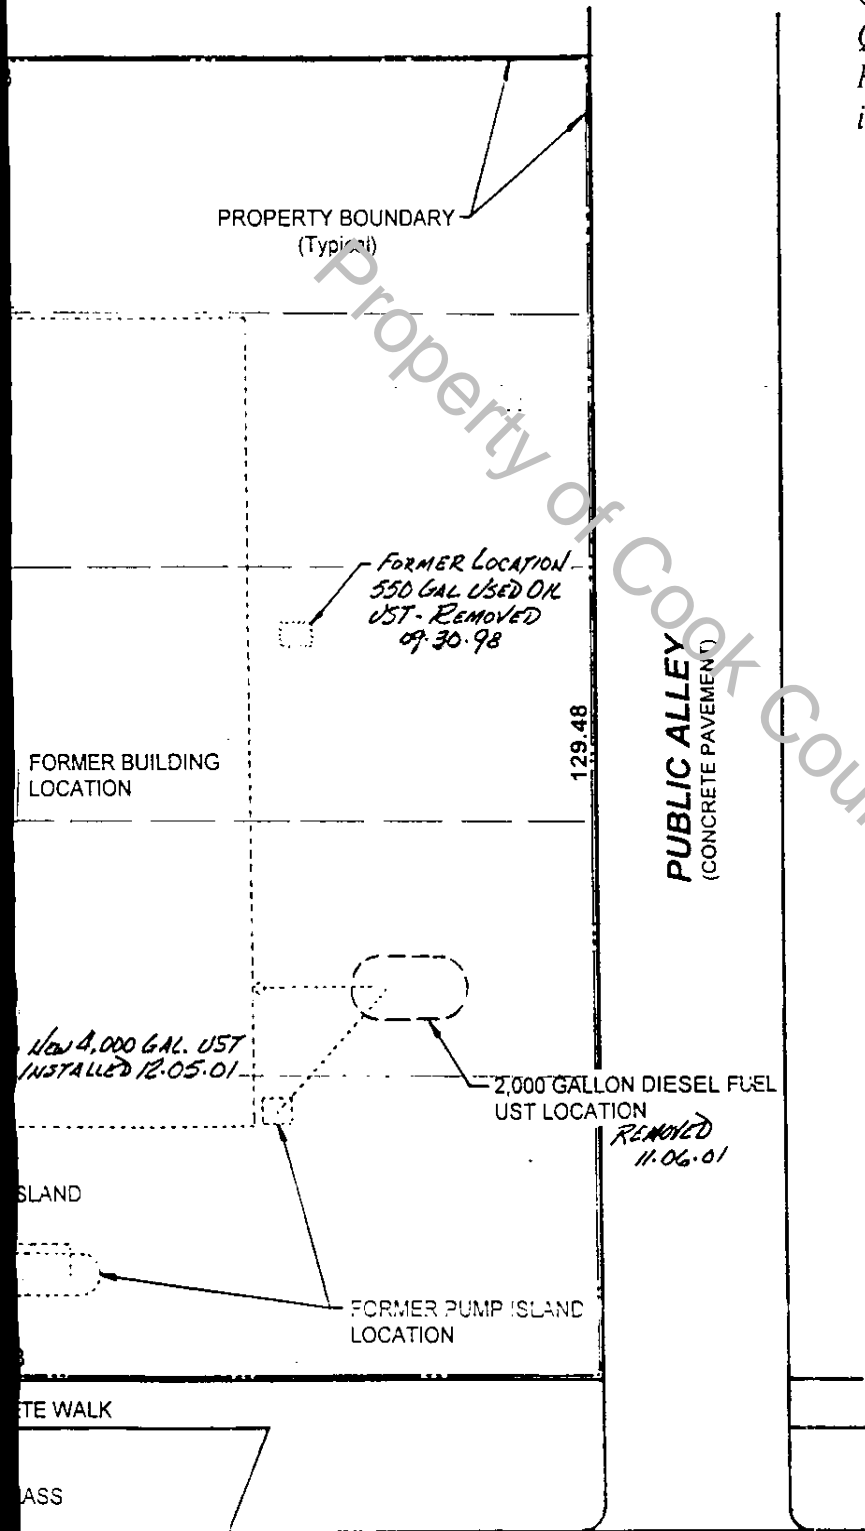 PROPERTY BOUNDARY
(Typical)
Property of Cook Coun
FORMER LOCATION
550 GAL USED OIL
UST - REMOVED
09.30.98
129.48
PUBLIC ALLEY
(CONCRETE PAVEMENT)
FORMER BUILDING
LOCATION
NEW 4,000 GAL. UST
INSTALLED 12.05.01
2,000 GALLON DIESEL FUEL
UST LOCATION
REMOVED
11.06.01
SLAND
FORMER PUMP ISLAND
LOCATION
ETE WALK
ASS